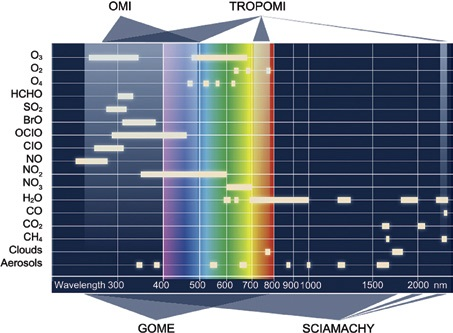 OMI TROPOMI
O₃
O₂
O₄
HCHO
SO₂
BrO
OClO
ClO
NO
NO₂
NO₃
H₂O
CO
CO₂
CH₄
Clouds
Aerosols
Wavelength 300 400 500 600 700 800 900 1000 1500 2000 nm
GOME SCIAMACHY